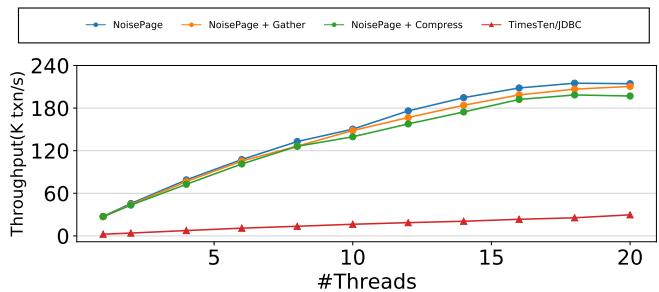 NoisePage NoisePage + Gather NoisePage + Compress TimesTen/JDBC
240
180
120
60
0
Throughput(K txn/s)
5 10 15 20
#Threads